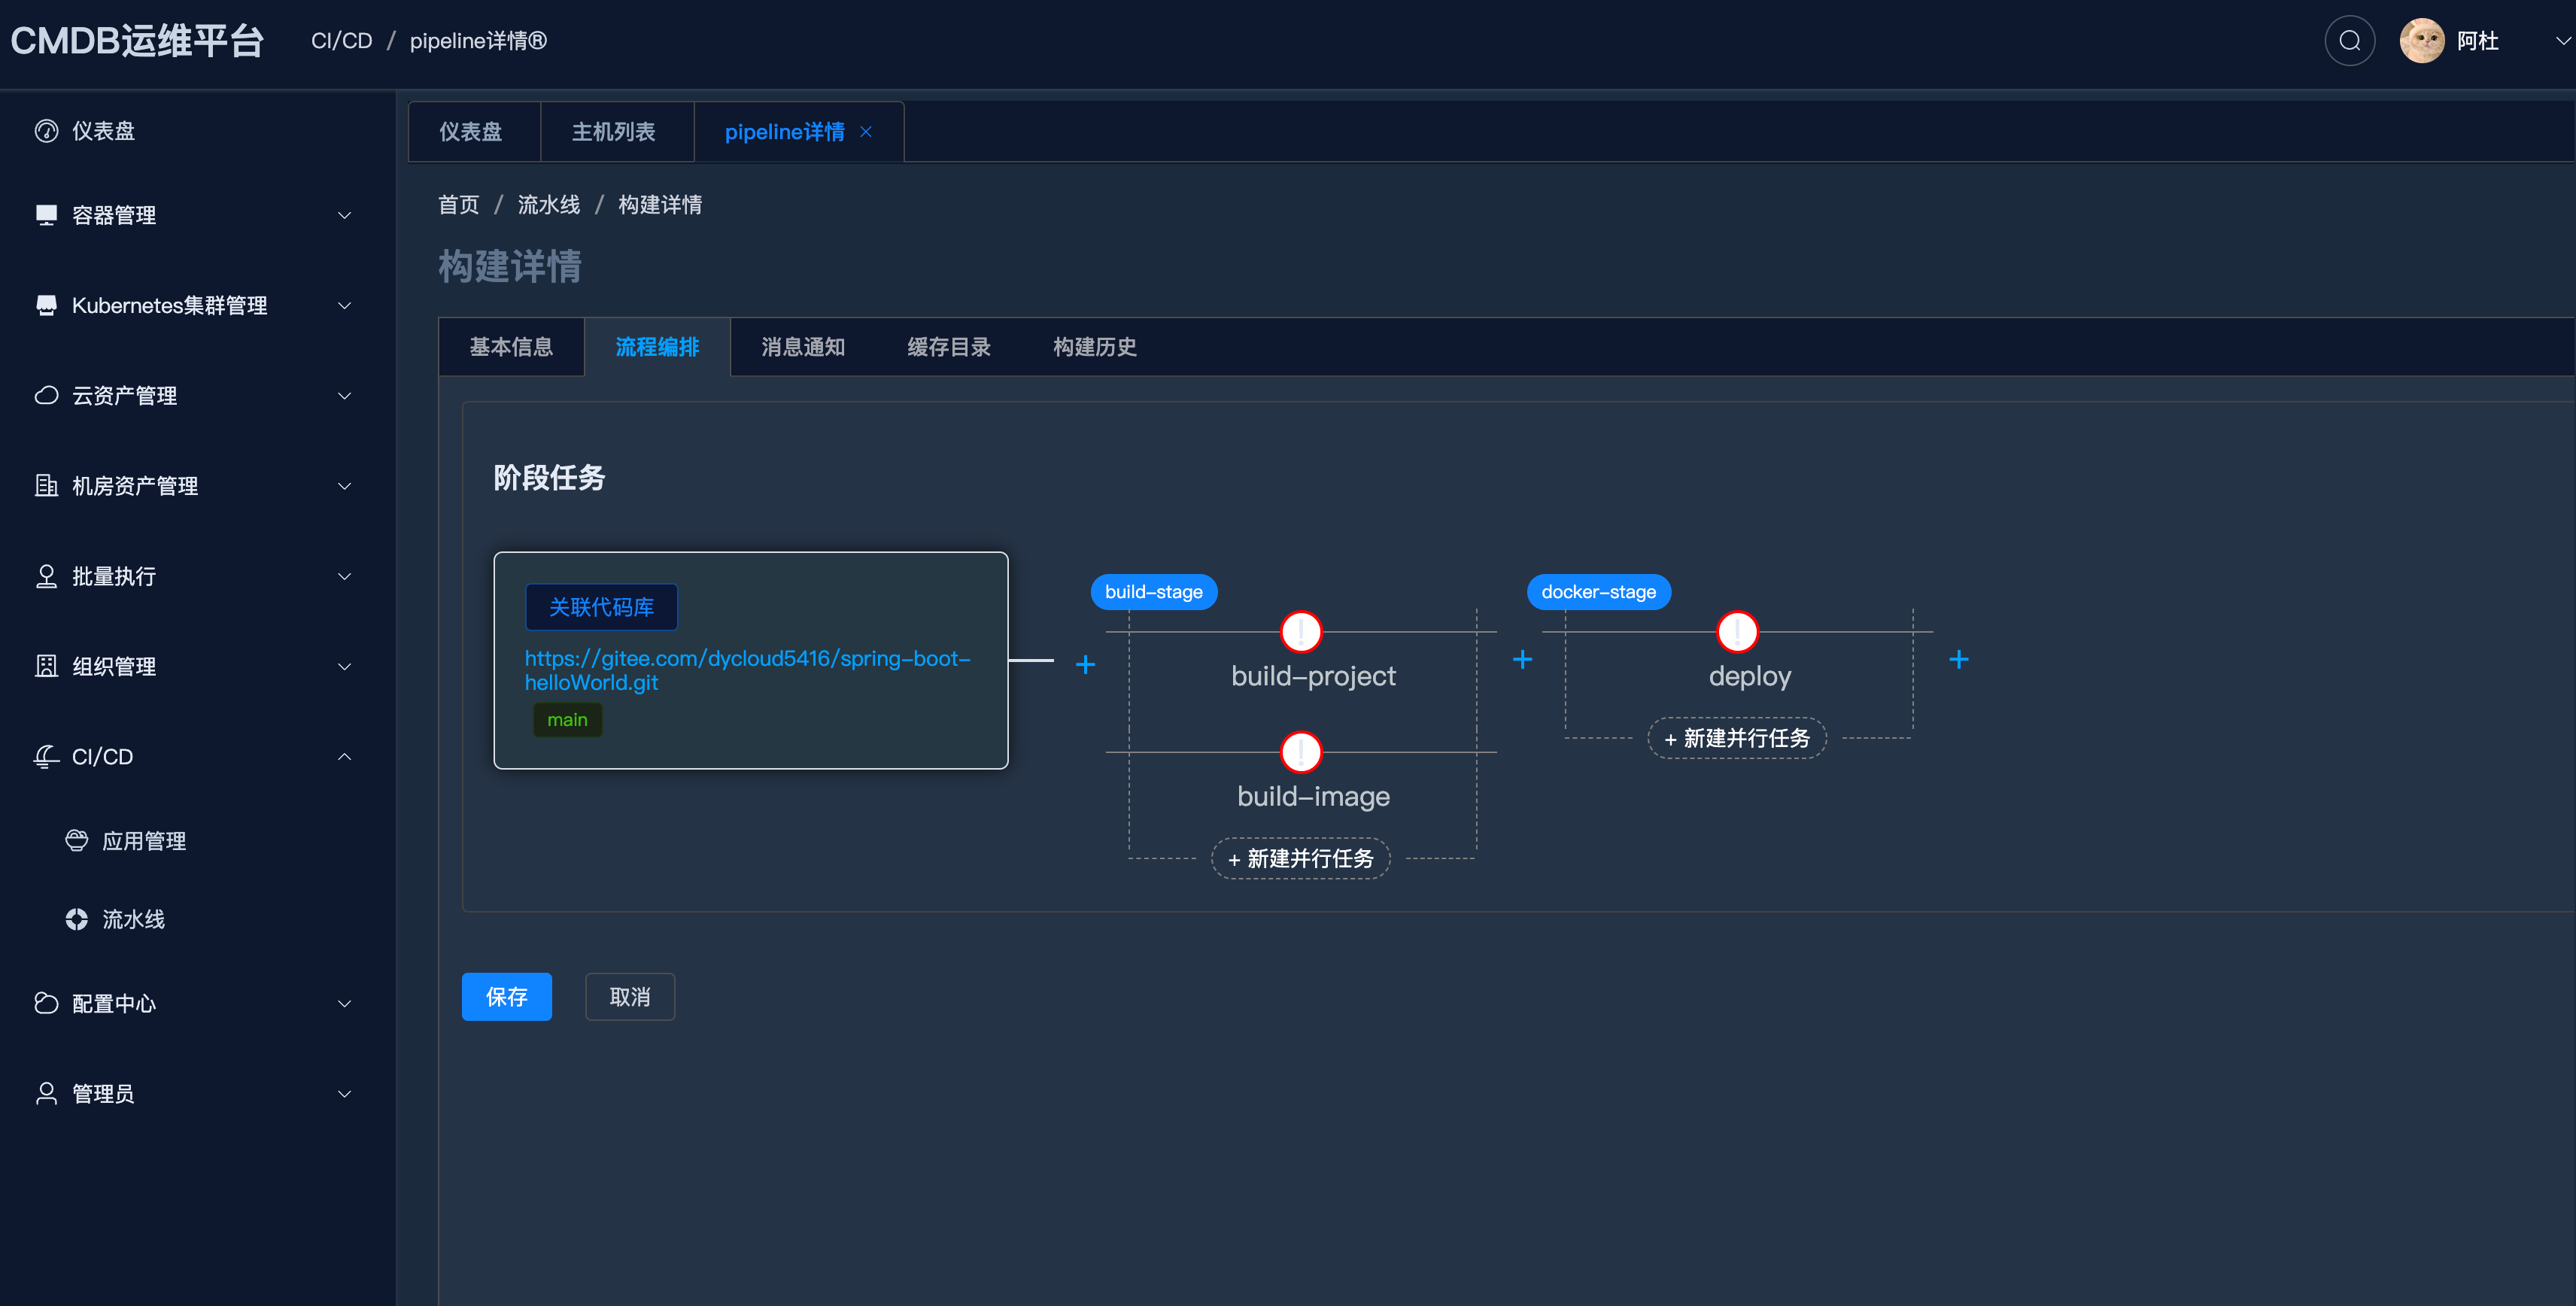 CMDB运维平台
CI/CD / pipeline详情®
阿杜
仪表盘
容器管理
Kubernetes集群管理
云资产管理
机房资产管理
批量执行
组织管理
CI/CD
应用管理
流水线
配置中心
管理员
仪表盘 主机列表 pipeline详情
首页 / 流水线 / 构建详情
构建详情
基本信息 流程编排 消息通知 缓存目录 构建历史
阶段任务
关联代码库
https://gitee.com/dycloud5416/spring-boot-
helloWorld.git
main
build-stage
build-project
build-image
+ 新建并行任务
docker-stage
deploy
+ 新建并行任务
保存 取消